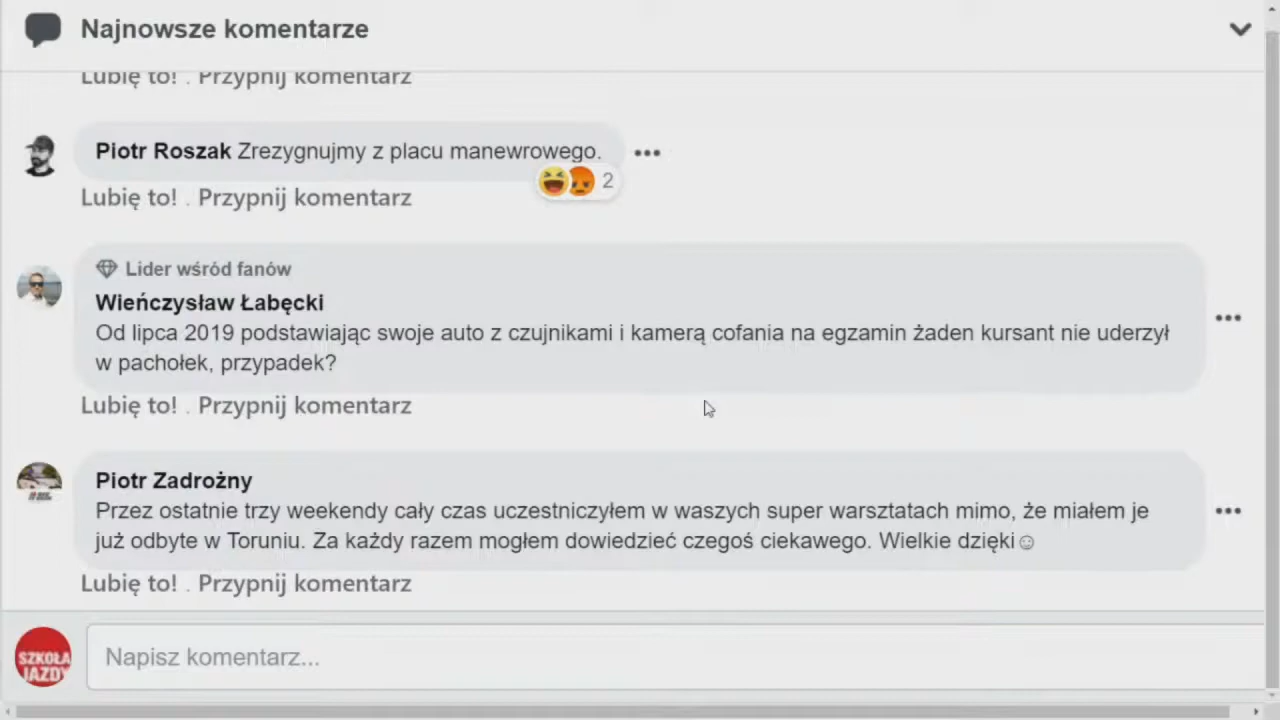 Najnowsze komentarze
Lubię to! . Przypnij komentarz
Piotr Roszak Zrezygnujmy z placu manewrowego.
2
Lubię to! . Przypnij komentarz
Lider wśród fanów
Wieńczysław Łabęcki
Od lipca 2019 podstawiając swoje auto z czujnikami i kamerą cofania na egzamin żaden kursant nie uderzył
w pachołek, przypadek?
Lubię to! . Przypnij komentarz
Piotr Zadrożny
Przez ostatnie trzy weekendy cały czas uczestniczyłem w waszych super warsztatach mimo, że miałem je
już odbyte w Toruniu. Za każdy razem mogłem dowiedzieć czegoś ciekawego. Wielkie dzięki☺
Lubię to! . Przypnij komentarz
SZKOŁA
JAZDY
Napisz komentarz...